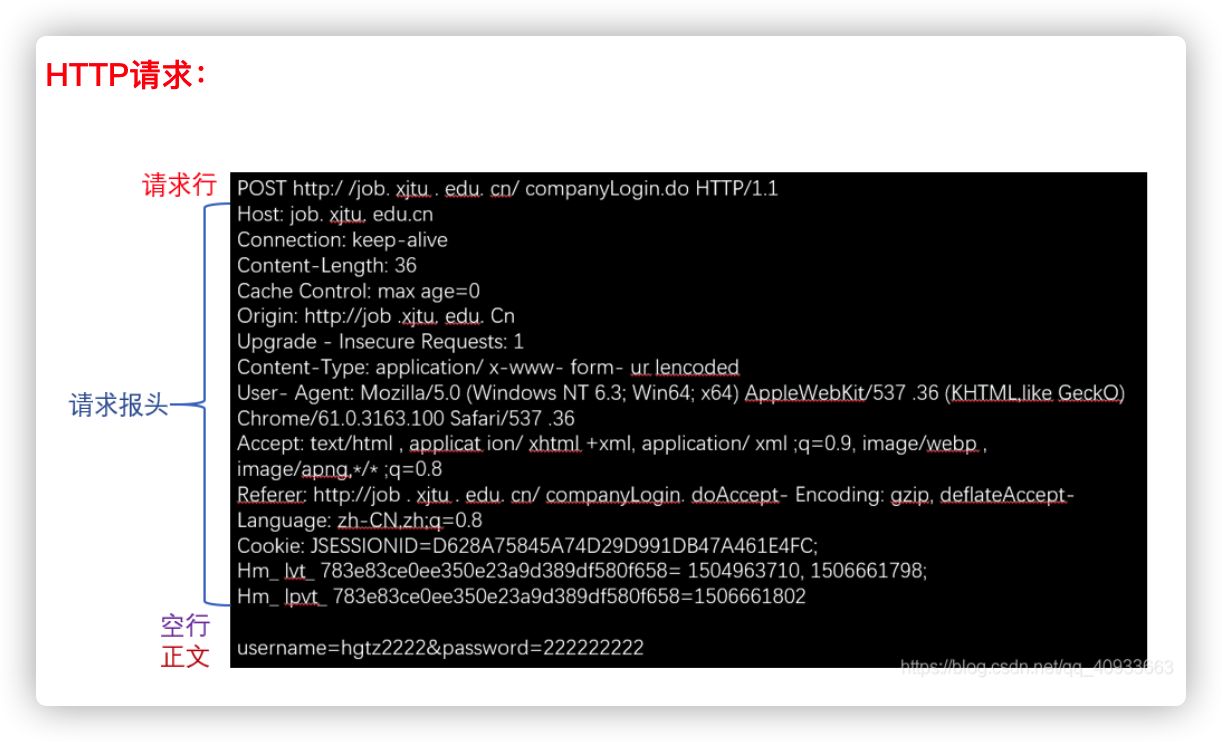 HTTP请求：
请求行
POST http:/ /job. xjtu . edu. cn/ companyLogin.do HTTP/1.1
Host: job. xjtu. edu.cn
Connection: keep-alive
Content-Length: 36
Cache Control: max age=0
Origin: http://job .xjtu. edu. Cn
Upgrade - Insecure Requests: 1
Content-Type: application/ x-www- form- ur lencoded
请求报头
User- Agent: Mozilla/5.0 (Windows NT 6.3; Win64; x64) AppleWebKit/537 .36 (KHTML,like GeckO)
Chrome/61.0.3163.100 Safari/537 .36
Accept: text/html , applicat ion/ xhtml +xml, application/ xml ;q=0.9, image/webp ,
image/apng,*/* ;q=0.8
Referer: http://job . xjtu . edu. cn/ companyLogin. doAccept- Encoding: gzip, deflateAccept-
Language: zh-CN,zh;q=0.8
Cookie: JSESSIONID=D628A75845A74D29D991DB47A461E4FC;
Hm_ lvt_ 783e83ce0ee350e23a9d389df580f658= 1504963710, 1506661798;
Hm_ lpvt_ 783e83ce0ee350e23a9d389df580f658=1506661802
空行
正文
username=hgtz2222&password=222222222
https://blog.csdn.net/qq_40933663